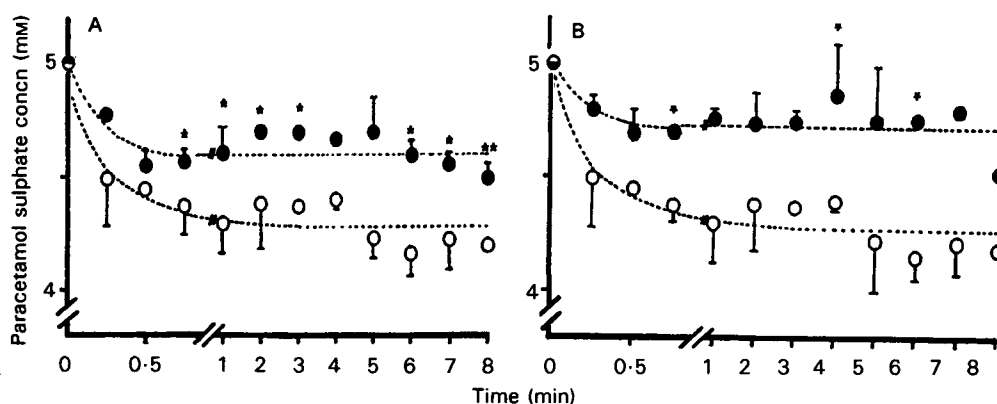 A
B
Paracetamol sulphate concn (mM)
5
4
5
4
* * * * * * **
* * *
0 0·5 1 2 3 4 5 6 7 8
0 0·5 1 2 3 4 5 6 7 8
Time (min)